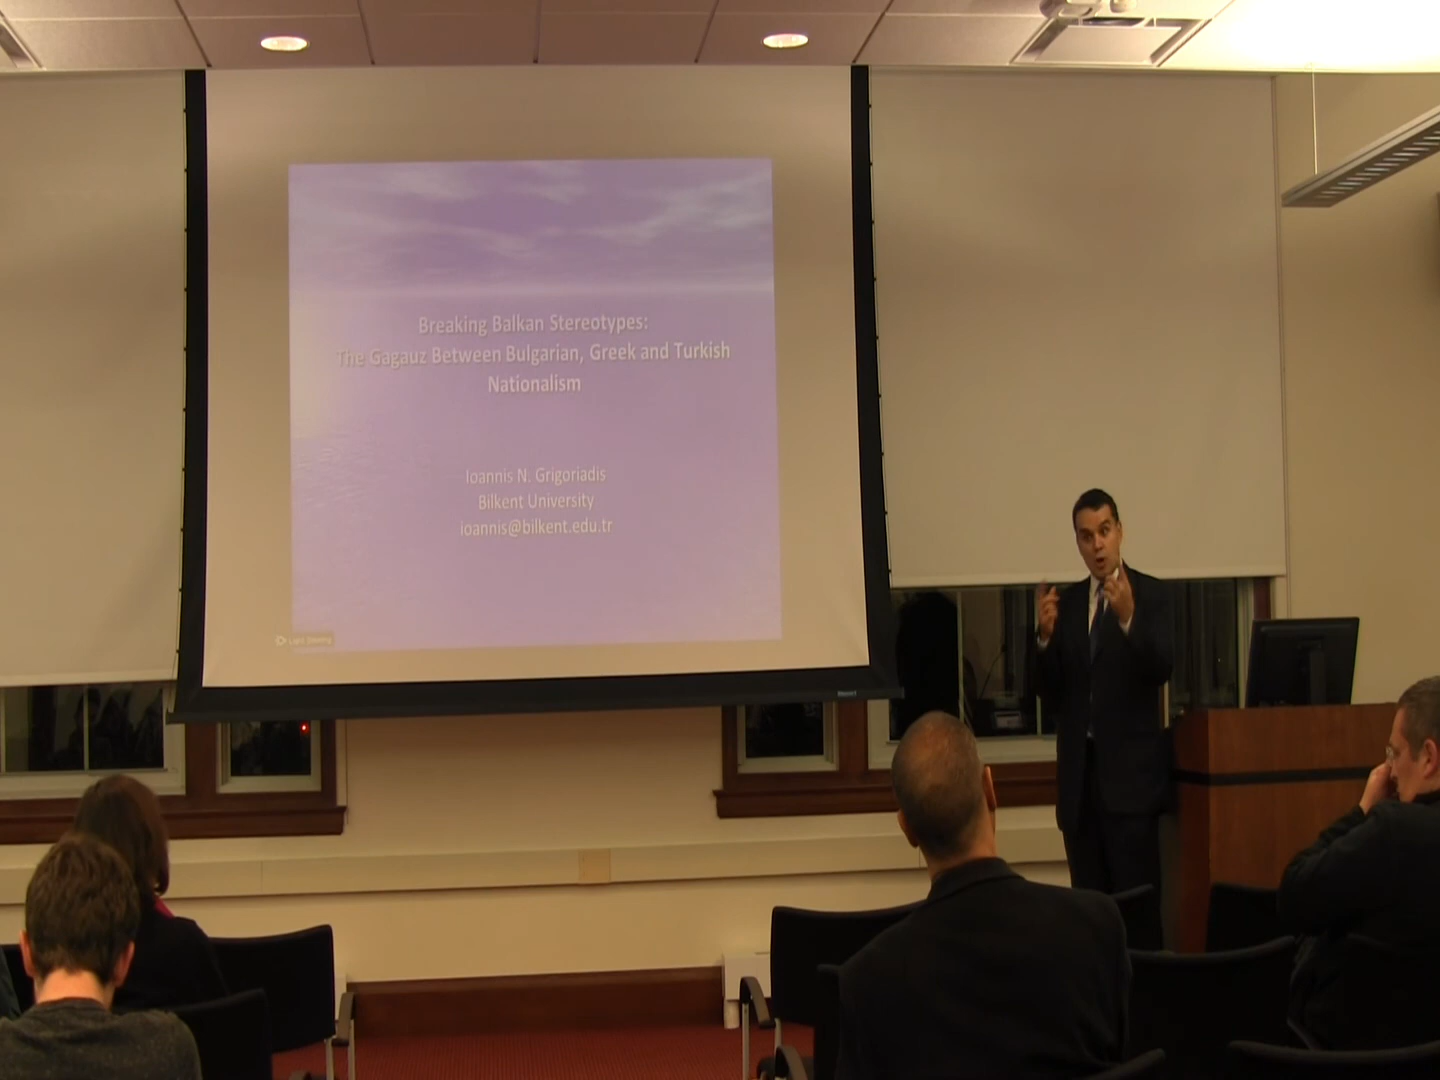 Breaking Balkan Stereotypes:
The Gagauz Between Bulgarian, Greek and Turkish
Nationalism
Ioannis N. Grigoriadis
Bilkent University
ioannis@bilkent.edu.tr